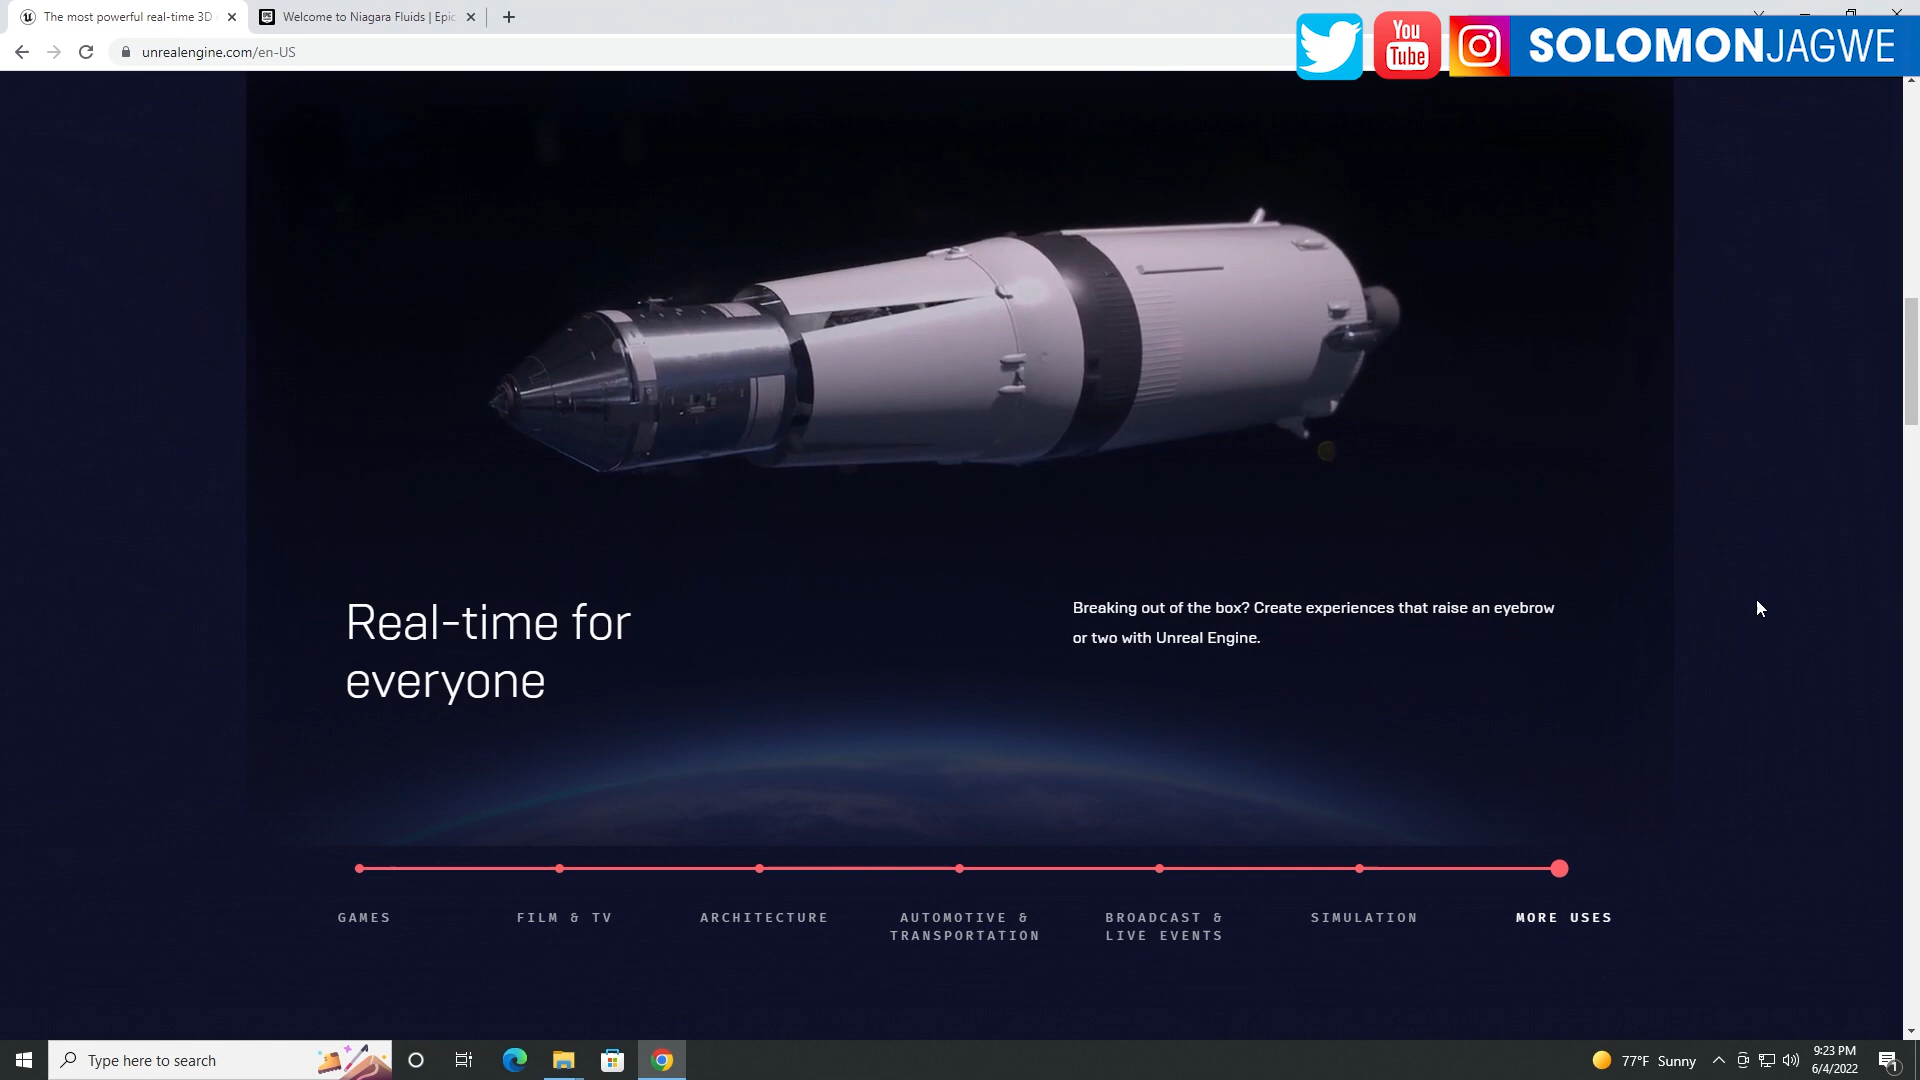 The most powerful real-time 3D
Welcome to Niagara Fluids | Epic
unrealengine.com/en-US
You
Tube
SOLOMONJAGWE
Real-time for
everyone
Breaking out of the box? Create experiences that raise an eyebrow
or two with Unreal Engine.
GAMES
FILM & TV
ARCHITECTURE
AUTOMOTIVE &
TRANSPORTATION
BROADCAST &
LIVE EVENTS
SIMULATION
MORE USES
Type here to search
77°F Sunny
9:23 PM
6/4/2022
1